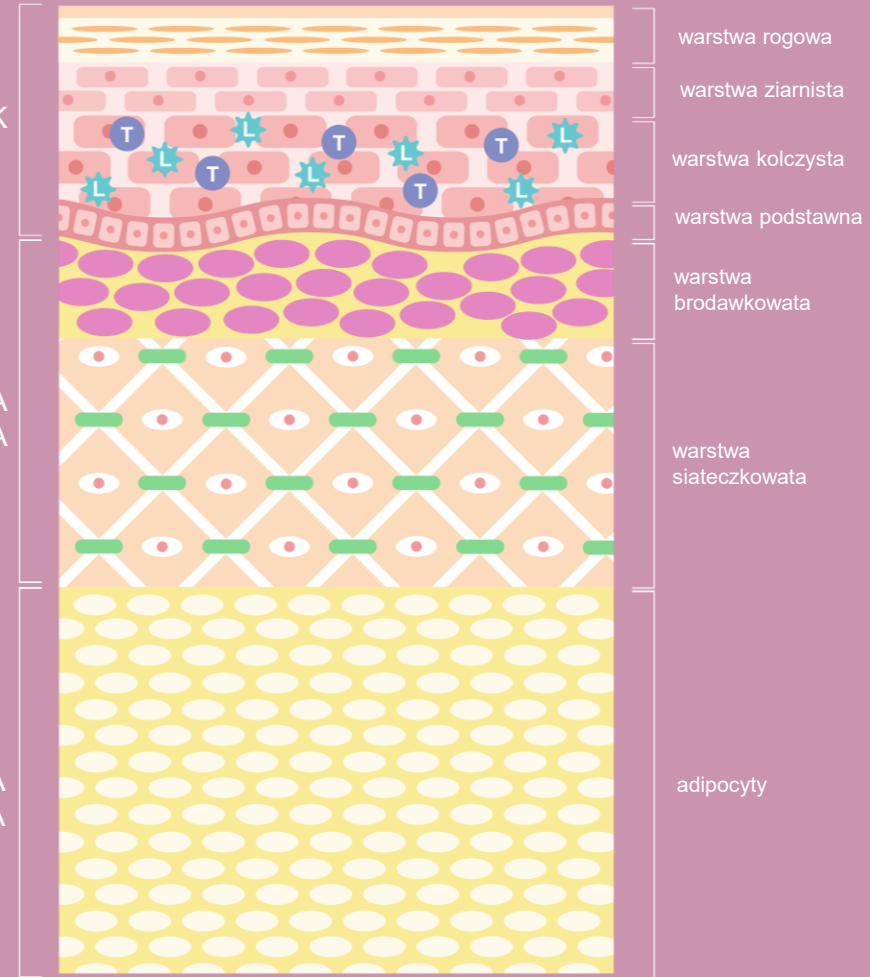 warstwa rogowa
K
warstwa ziarnista
T
L
T
L
T
L
L
T
L
T
L
L
warstwa kolczysta
warstwa podstawna
warstwa
brodawkowata
A
A
warstwa
siateczkowata
A
A
adipocyty